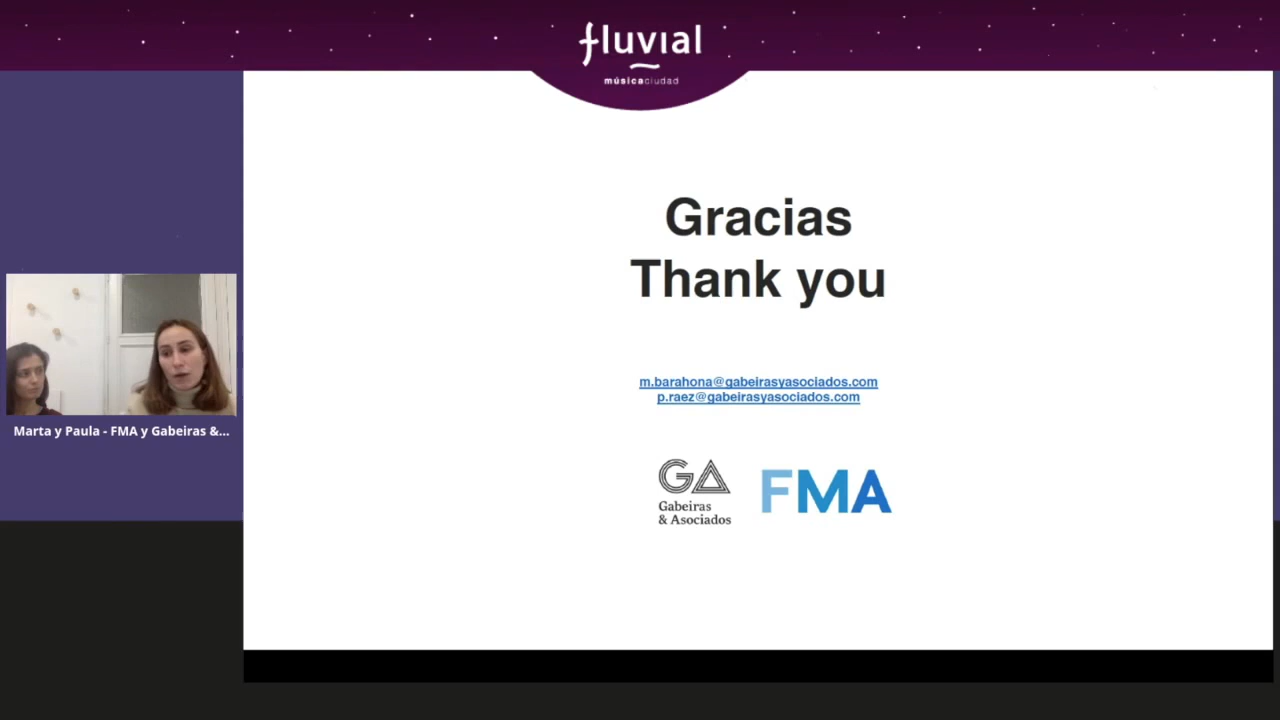 fluvial
músicaciudad
Gracias
Thank you
m.barahona@gabeirasyasociados.com
p.raez@gabeirasyasociados.com
GA
Gabeiras
& Asociados
FMA
Marta y Paula - FMA y Gabeiras &...